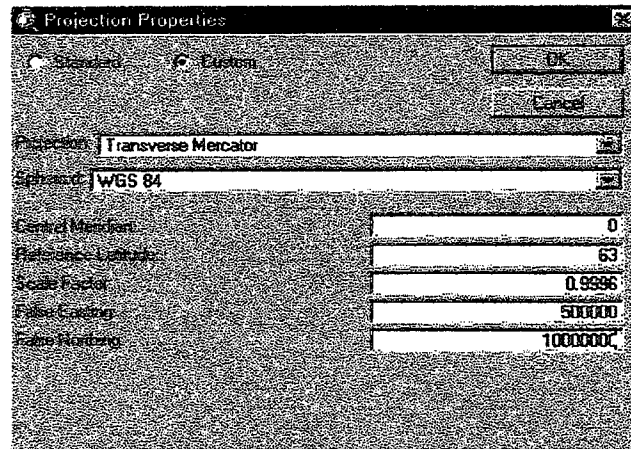 Projection Properties
Standard Custom OK
Cancel
Projection: Transverse Mercator
Spheroid: WGS 84
Central Meridian: 0
Reference Latitude: 63
Scale Factor: 0.9996
False Easting: 500000
False Northing: